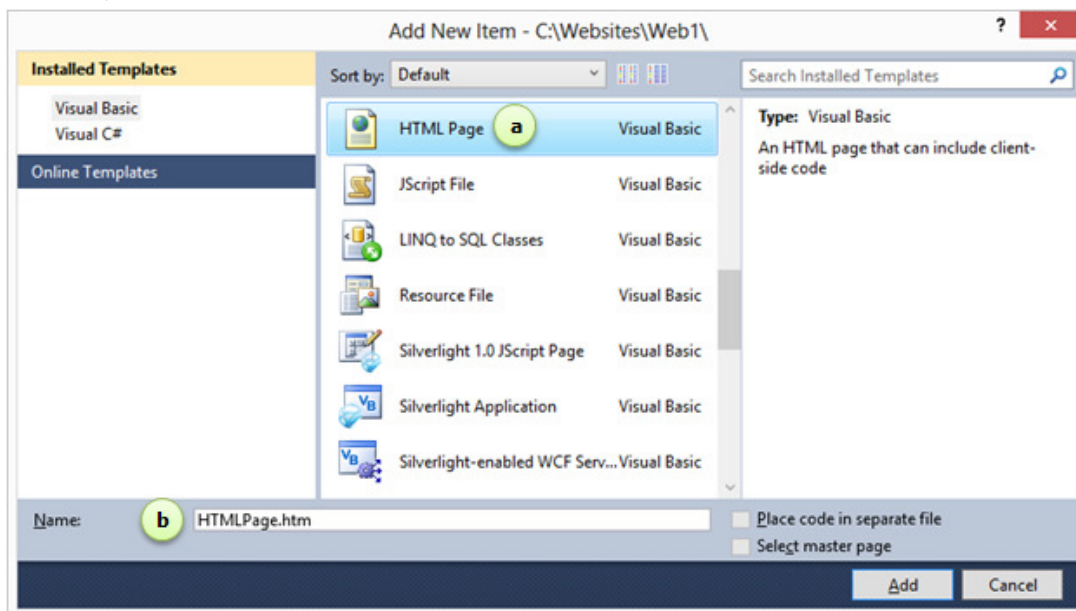 Add New Item - C:\Websites\Web1\
?
×
Installed Templates
Visual Basic
Visual C#
Online Templates
Sort by: Default
HTML Page a Visual Basic
JScript File Visual Basic
LINQ to SQL Classes Visual Basic
Resource File Visual Basic
Silverlight 1.0 JScript Page Visual Basic
VB Silverlight Application Visual Basic
VB Silverlight-enabled WCF Serv... Visual Basic
Search Installed Templates
Type: Visual Basic
An HTML page that can include client-
side code
Name: b HTMLPage.htm
Place code in separate file
Select master page
Add Cancel